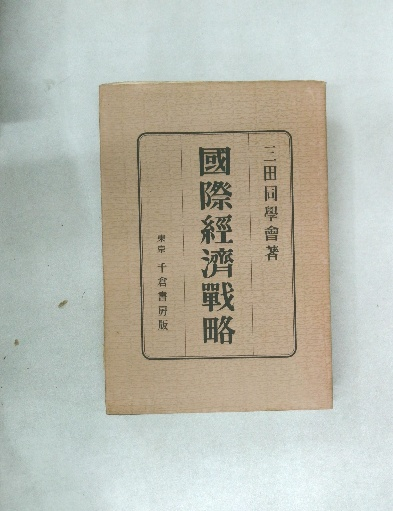 三田同學會著
國際經濟戰略
東京 千倉書房版